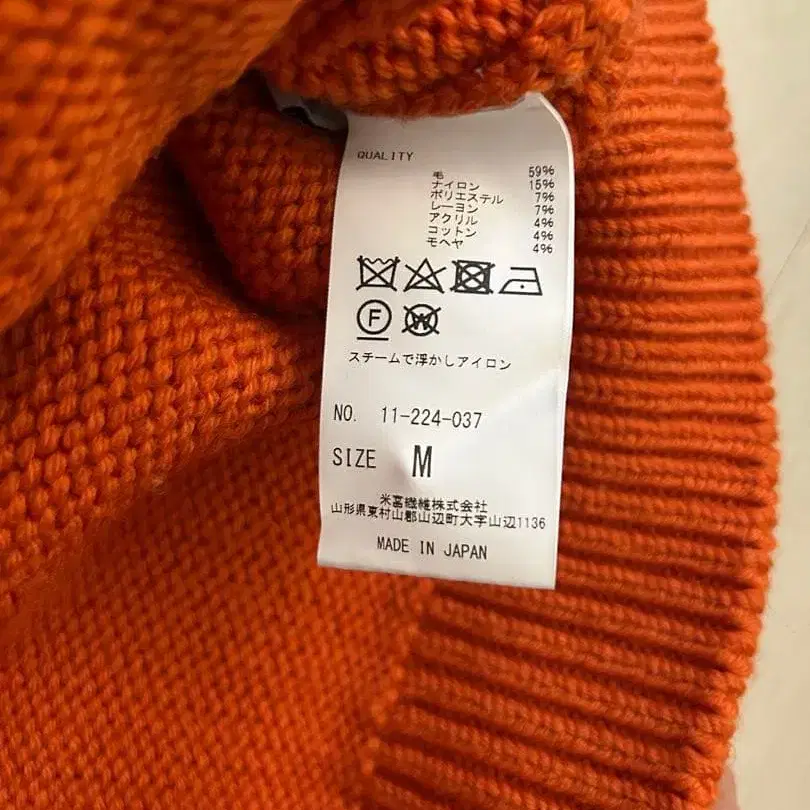 QUALITY
毛 59%
ナイロン 15%
ポリエステル 7%
レーヨン 7%
アクリル 4%
コットン 4%
モヘヤ 4%
F W
スチームで浮かしアイロン
NO. 11-224-037
SIZE M
米冨繊維株式会社
山形県東村山郡山辺町大字山辺1136
MADE IN JAPAN